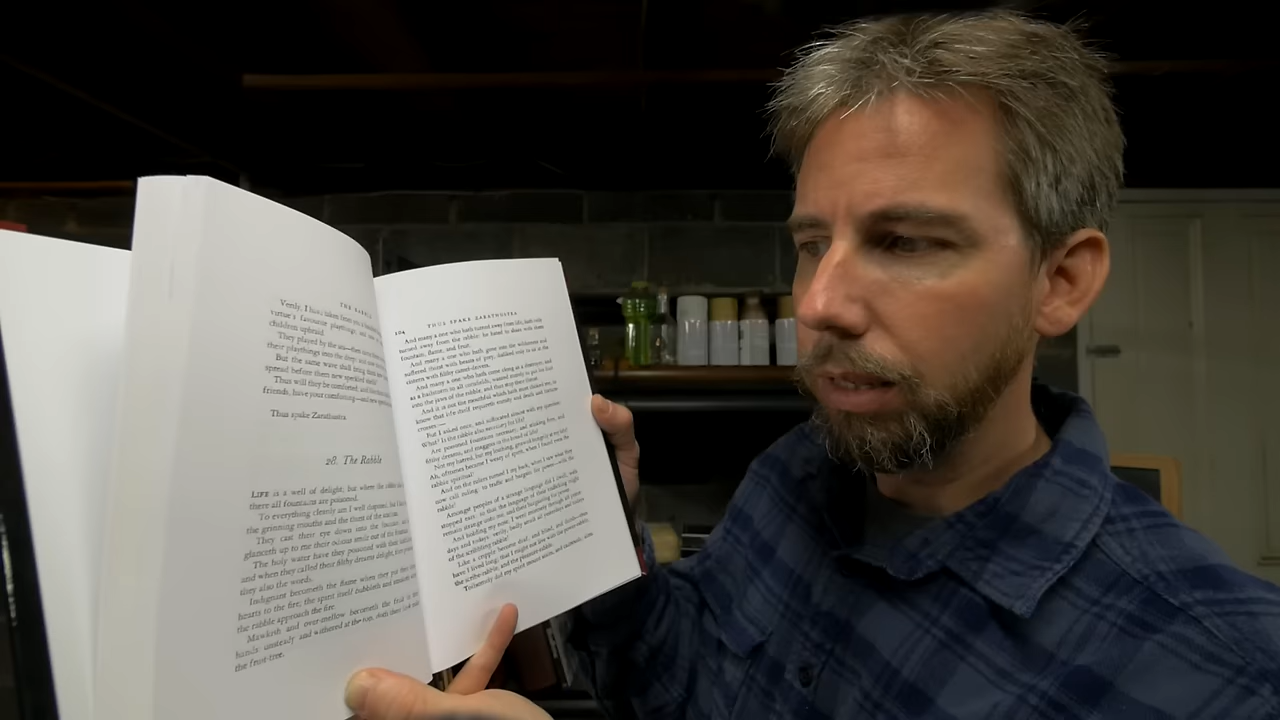 THE RABBLE
Verily, I have taken from you a hundred
virtue's favourite playthings; and now
children upbraid.
They played by the sea—then came
their playthings into the deep: and now
But the same wave shall bring them
spread before them new speckled shells!
Thus will they be comforted; and like them
friends, have your comforting—and new speckled
Thus spake Zarathustra.
28. The Rabble
LIFE is a well of delight; but where the rabble
there all fountains are poisoned.
To everything cleanly am I well disposed; but I
the grinning mouths and the thirst of the unclean.
They cast their eye down into the fountain: and
glanceth up to me their odious smile out of the fountain.
The holy water have they poisoned with their
and when they called their filthy dreams delight,
they also the words.
Indignant becometh the flame when they put their
hearts to the fire; the spirit itself bubbleth and smoketh
the rabble approach the fire.
Mawkish and over-mellow becometh the fruit in
hands: unsteady and withered at the top, doth their look
the fruit-tree.
104 THUS SPAKE ZARATHUSTRA
And many a one who hath turned away from life, hath only
turned away from the rabble: he hated to share with them
fountain, flame, and fruit.
And many a one who hath gone into the wilderness and
suffered thirst with beasts of prey, disliked only to sit at the
cistern with filthy camel-drivers.
And many a one who hath come along as a destroyer, and
as a hailstorm to all cornfields, wanted merely to put his foot
into the jaws of the rabble, and thus stop their throat.
And it is not the mouthful which hath most choked me, to
know that life itself requireth enmity and death and torture-
crosses:—
But I asked once, and suffocated almost with my question:
What? Is the rabble also necessary for life?
Are poisoned fountains necessary, and stinking fires, and
filthy dreams, and maggots in the bread of life?
Not my hatred, but my loathing, gnawed hungrily at my life!
Ah, ofttimes became I weary of spirit, when I found even the
rabble spiritual!
And on the rulers turned I my back, when I saw what they
now call ruling: to traffic and bargain for power—with the
rabble!
Amongst peoples of a strange language did I dwell, with
stopped ears: so that the language of their trafficking might
remain strange unto me, and their bargaining for power.
And holding my nose, I went morosely through all yester-
days and todays: verily, badly smell all yesterdays and todays
of the scribbling rabble!
Like a cripple become deaf, and blind, and dumb—thus
have I lived long; that I might not live with the power-rabble,
the scribe-rabble, and the pleasure-rabble.
Toilsomely did my spirit mount stairs, and cautiously; alms